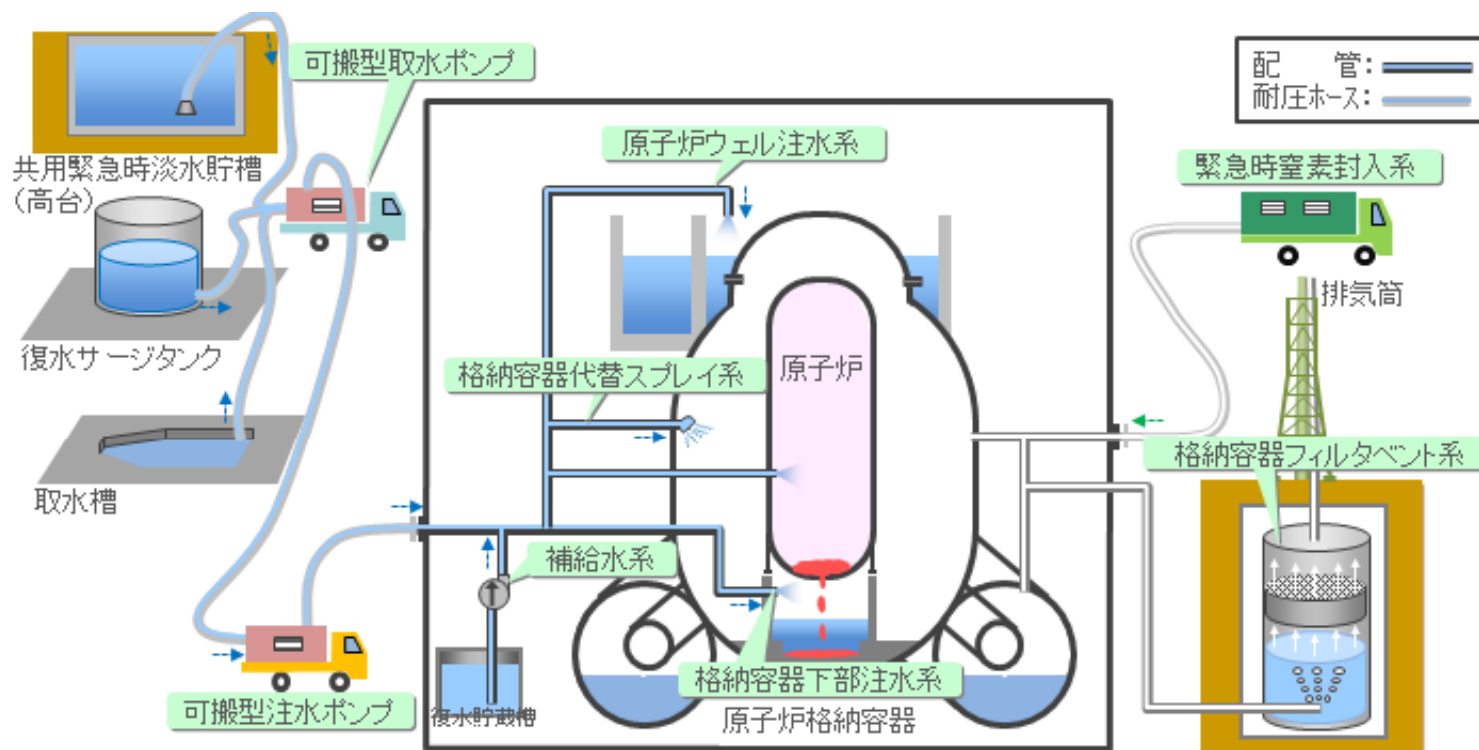 可搬型取水ポンプ
配　管：
耐圧ホース：
原子炉ウェル注水系
共用緊急時淡水貯槽
（高台）
緊急時窒素封入系
排気筒
復水サージタンク
格納容器代替スプレイ系
原子炉
格納容器フィルタベント系
取水槽
補給水系
格納容器下部注水系
可搬型注水ポンプ
復水貯蔵槽
原子炉格納容器